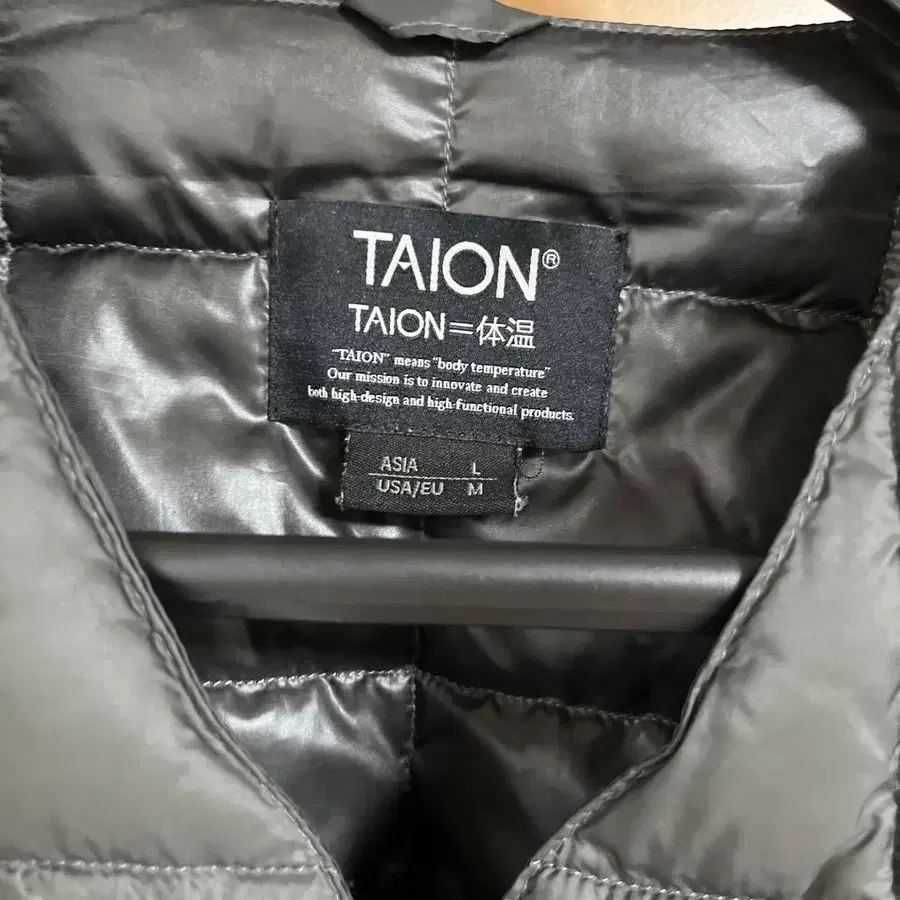 TAION®
TAION=体温
"TAION" means "body temperature"
Our mission is to innovate and create
both high-design and high-functional products.
ASIA L
USA/EU M